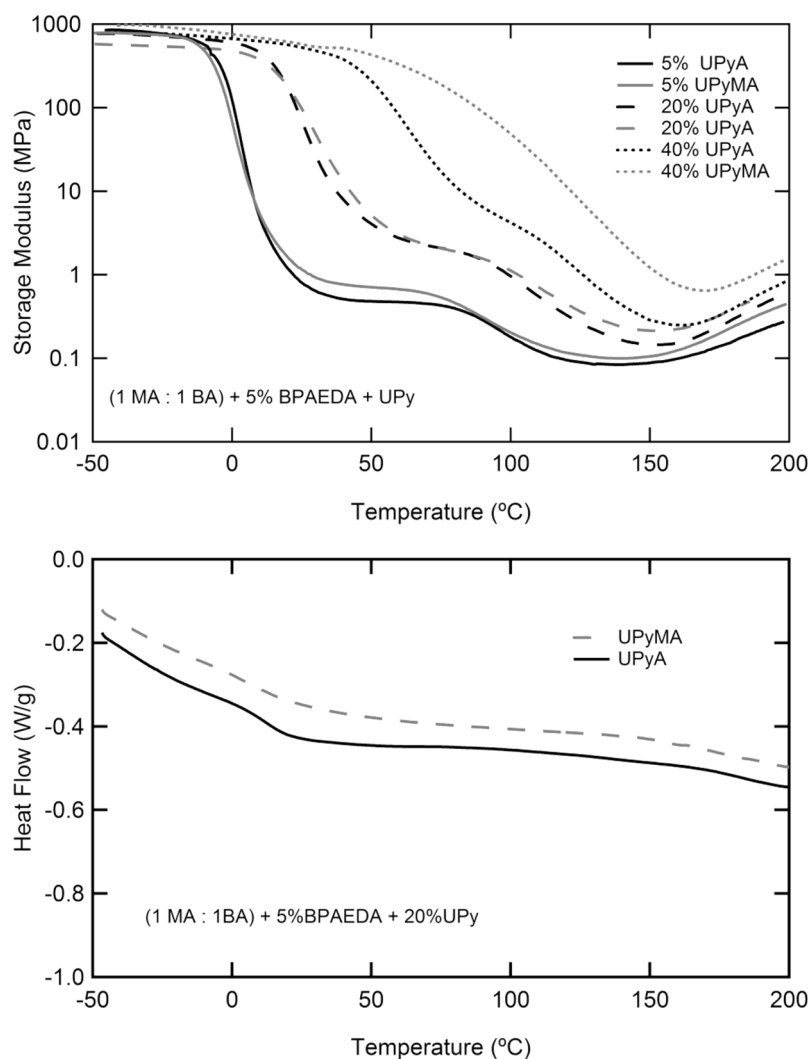 1000
100
10
1
0.1
0.01
Storage Modulus (MPa)
5% UPyA
5% UPyMA
20% UPyA
20% UPyA
40% UPyA
40% UPyMA
(1 MA : 1 BA) + 5% BPAEDA + UPy
-50 0 50 100 150 200
Temperature (ºC)
0.0
-0.2
-0.4
-0.6
-0.8
-1.0
Heat Flow (W/g)
UPyMA
UPyA
(1 MA : 1BA) + 5%BPAEDA + 20%UPy
-50 0 50 100 150 200
Temperature (ºC)